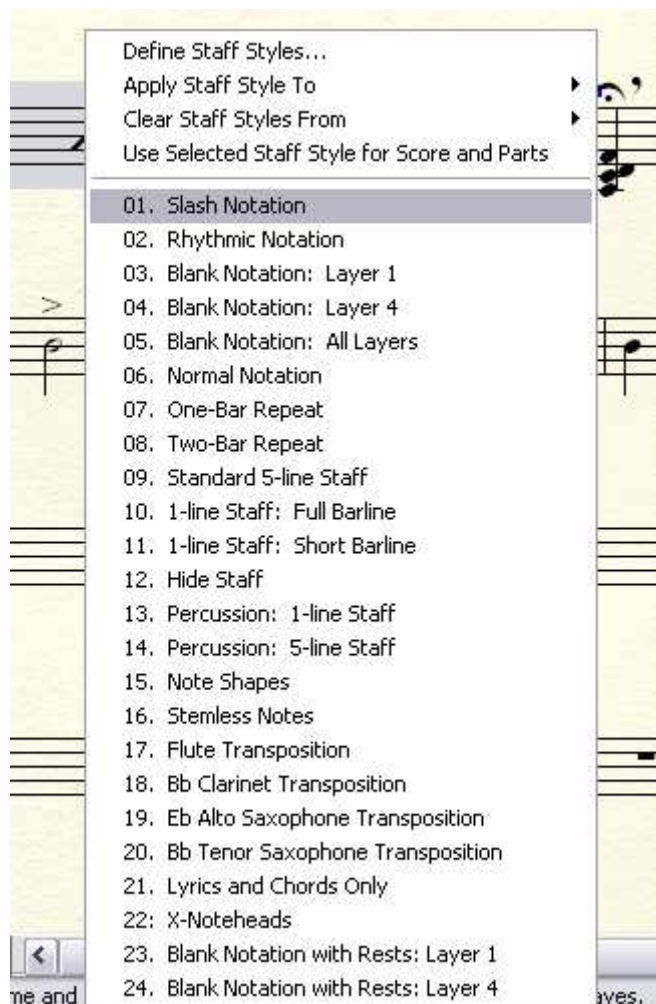 Define Staff Styles...
Apply Staff Style To
Clear Staff Styles From
Use Selected Staff Style for Score and Parts
01. Slash Notation
02. Rhythmic Notation
03. Blank Notation: Layer 1
04. Blank Notation: Layer 4
05. Blank Notation: All Layers
06. Normal Notation
07. One-Bar Repeat
08. Two-Bar Repeat
09. Standard 5-line Staff
10. 1-line Staff: Full Barline
11. 1-line Staff: Short Barline
12. Hide Staff
13. Percussion: 1-line Staff
14. Percussion: 5-line Staff
15. Note Shapes
16. Stemless Notes
17. Flute Transposition
18. Bb Clarinet Transposition
19. Eb Alto Saxophone Transposition
20. Bb Tenor Saxophone Transposition
21. Lyrics and Chords Only
22: X-Noteheads
23. Blank Notation with Rests: Layer 1
24. Blank Notation with Rests: Layer 4
and